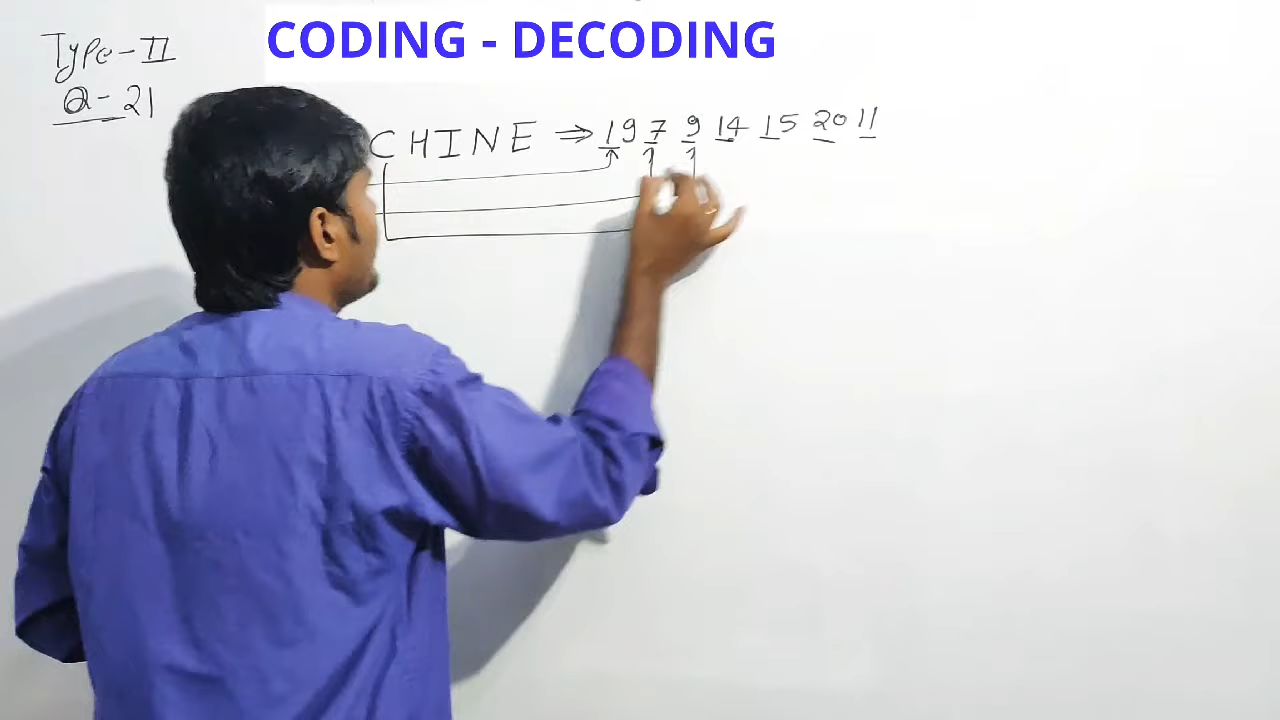 CODING - DECODING
Type-II
Q-21
CHINE ⇒ 19 7 9 14 15 20 11